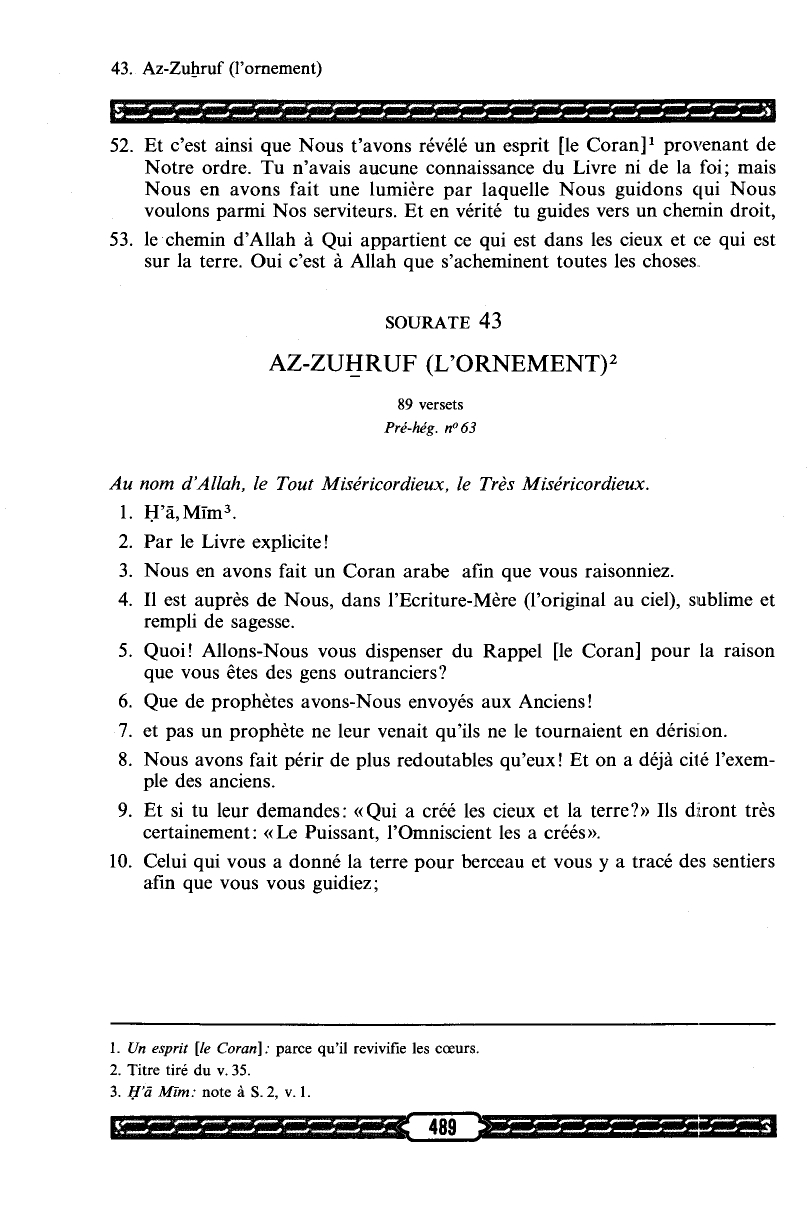 43. Az-Zuẖruf (l'ornement)
52. Et c'est ainsi que Nous t'avons révélé un esprit [le Coran]¹ provenant de
Notre ordre. Tu n'avais aucune connaissance du Livre ni de la foi; mais
Nous en avons fait une lumière par laquelle Nous guidons qui Nous
voulons parmi Nos serviteurs. Et en vérité tu guides vers un chemin droit,
53. le chemin d'Allah à Qui appartient ce qui est dans les cieux et ce qui est
sur la terre. Oui c'est à Allah que s'acheminent toutes les choses.
SOURATE 43
AZ-ZUH̱RUF (L'ORNEMENT)²
89 versets
Pré-hég. nº 63
Au nom d'Allah, le Tout Miséricordieux, le Très Miséricordieux.
1. Ḥ'ā, Mīm³.
2. Par le Livre explicite!
3. Nous en avons fait un Coran arabe afin que vous raisonniez.
4. Il est auprès de Nous, dans l'Ecriture-Mère (l'original au ciel), sublime et
rempli de sagesse.
5. Quoi! Allons-Nous vous dispenser du Rappel [le Coran] pour la raison
que vous êtes des gens outranciers?
6. Que de prophètes avons-Nous envoyés aux Anciens!
7. et pas un prophète ne leur venait qu'ils ne le tournaient en dérision.
8. Nous avons fait périr de plus redoutables qu'eux! Et on a déjà cité l'exem-
ple des anciens.
9. Et si tu leur demandes: «Qui a créé les cieux et la terre?» Ils diront très
certainement: «Le Puissant, l'Omniscient les a créés».
10. Celui qui vous a donné la terre pour berceau et vous y a tracé des sentiers
afin que vous vous guidiez;
1. Un esprit [le Coran]: parce qu'il revivifie les cœurs.
2. Titre tiré du v. 35.
3. Ḥ'ā Mīm: note à S. 2, v. 1.
489